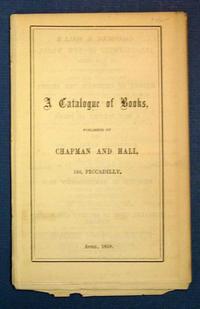 A Catalogue of Books,
PUBLISHED BY
CHAPMAN AND HALL,
193, PICCADILLY.
April, 1859.